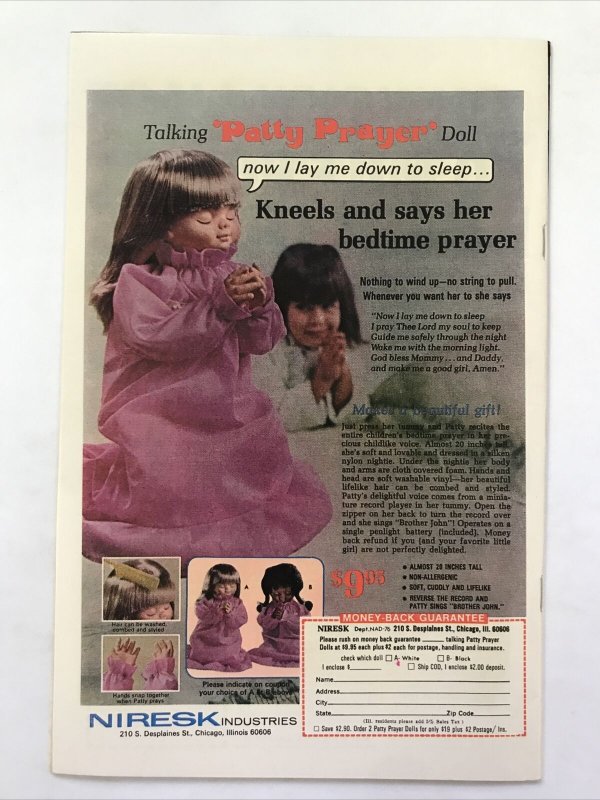 Talking "Patty Prayer" Doll
now I lay me down to sleep...
Kneels and says her
bedtime prayer
Nothing to wind up—no string to pull.
Whenever you want her to she says
"Now I lay me down to sleep
I pray Thee Lord my soul to keep
Guide me safely through the night
Wake me with the morning light.
God bless Mommy... and Daddy,
and make me a good girl, Amen."
Makes a beautiful gift!
Just press her tummy and Patty recites the
entire children's bedtime prayer in her pre-
cious childlike voice. Almost 20 inches tall,
she's soft and lovable and dressed in a silken
nylon nightie. Under the nightie her body
and arms are cloth covered foam. Hands and
head are soft washable vinyl—her beautiful
lifelike hair can be combed and styled.
Patty's delightful voice comes from a minia-
ture record player in her tummy. Open the
zipper on her back to turn the record over
and she sings "Brother John"! Operates on a
single penlight battery (included). Money
back refund if you (and your favorite little
girl) are not perfectly delighted.
$9.95
• ALMOST 20 INCHES TALL
• NON-ALLERGENIC
• SOFT, CUDDLY AND LIFELIKE
• REVERSE THE RECORD AND
PATTY SINGS "BROTHER JOHN."
Hair can be washed,
combed and styled
Hands snap together
when Patty prays
A
B
Please indicate on coupon
your choice of A or B above
MONEY-BACK GUARANTEE
NIRESK Dept.NAD-76 210 S. Desplaines St., Chicago, Ill. 60606
Please rush on money back guarantee ____ talking Patty Prayer
Dolls at $9.95 each plus $2 each for postage, handling and insurance.
check which doll □ A- White □ B- Black
I enclose $____ □ Ship COD, I enclose $2.00 deposit.
Name
Address
City
State Zip Code
(Ill. residents please add 5% Sales Tax)
□ Save $2.90. Order 2 Patty Prayer Dolls for only $19 plus $2 Postage/ Ins.
NIRESK INDUSTRIES
210 S. Desplaines St., Chicago, Illinois 60606